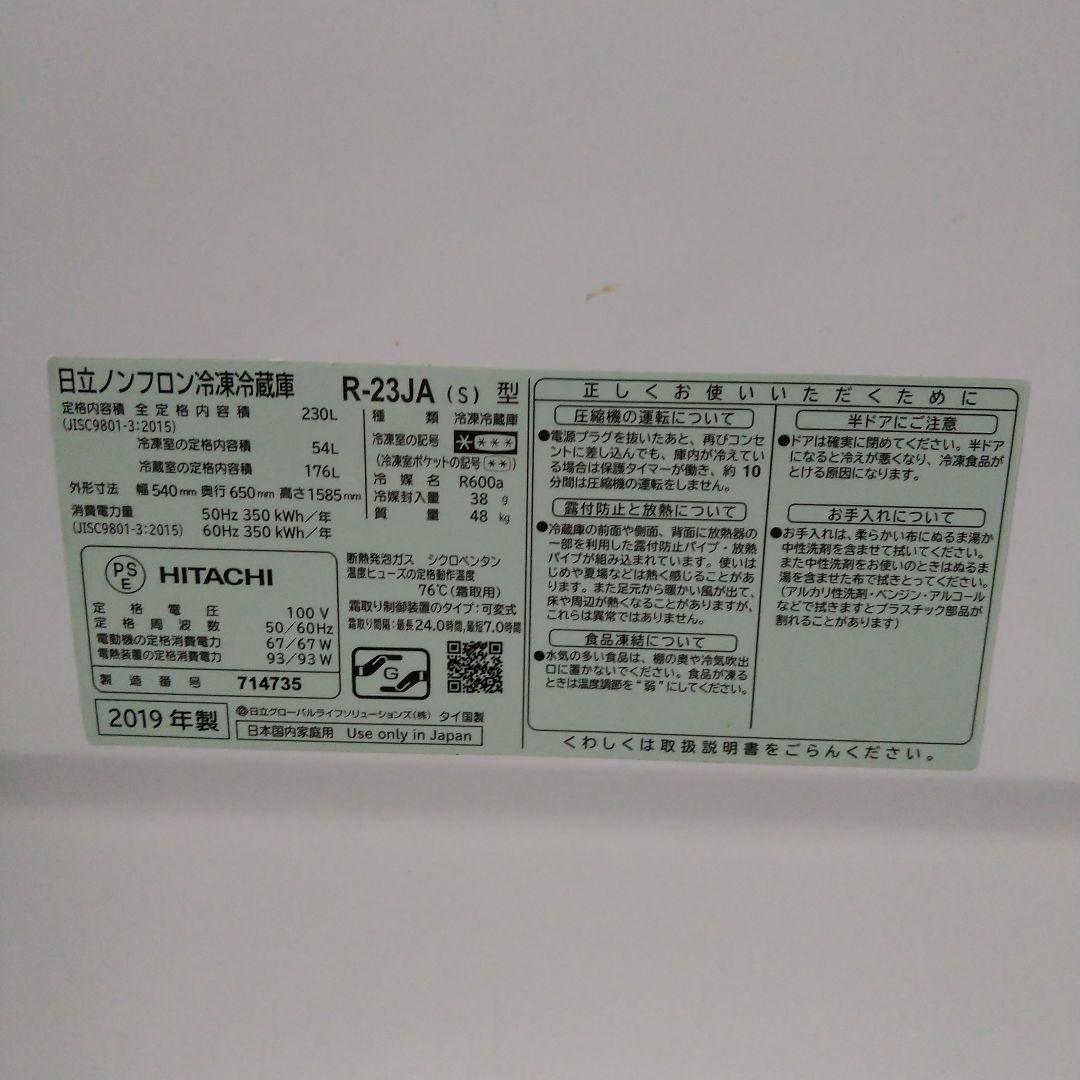 日立ノンフロン冷凍冷蔵庫 R-23JA (S) 型
定格内容積 全定格内容積 230L
(JISC9801-3:2015)
冷凍室の定格内容積 54L
冷蔵室の定格内容積 176L
外形寸法 幅540mm 奥行650mm 高さ1585mm
消費電力量 50Hz 350 kWh/年
(JISC9801-3:2015) 60Hz 350 kWh/年
種類 冷凍冷蔵庫
冷凍室の記号 ****
(冷凍室ポケットの記号 **)
冷媒名 R600a
冷媒封入量 38 g
質量 48 kg
PS
E
HITACHI
定格電圧 100 V
定格周波数 50/60Hz
電動機の定格消費電力 67/67 W
電熱装置の定格消費電力 93/93 W
製造番号 714735
断熱発泡ガス シクロペンタン
温度ヒューズの定格動作温度
76℃(霜取用)
霜取り制御装置のタイプ:可変式
霜取り間隔:最長24.0時間,最短7.0時間
G
2019 年製
日立グローバルライフソリューションズ(株) タイ国製
日本国内家庭用 Use only in Japan
正しくお使いいただくために
圧縮機の運転について
●電源プラグを抜いたあと、再びコンセ
ントに差し込んでも、庫内が冷えてい
る場合は保護タイマーが働き、約 10
分間は圧縮機の運転をしません。
露付防止と放熱について
●冷蔵庫の前面や側面、背面に放熱器の
一部を利用した露付防止パイプ・放熱
パイプが組み込まれています。使いは
じめや夏場などは熱く感じることがあ
ります。また足元から暖かい風が出て、
床や周辺が熱くなることがありますが、
これらは異常ではありません。
食品凍結について
●水気の多い食品は、棚の奥や冷気吹出
口に置かないでください。食品が凍る
ときは温度調節を“弱”にしてください。
半ドアにご注意
●ドアは確実に閉めてください。半ドア
になると冷えが悪くなり、冷凍食品が
とける原因になります。
お手入れについて
●お手入れは、柔らかい布にぬるま湯か
中性洗剤を含ませて拭いてください。
また中性洗剤をお使いのときはぬるま
湯を含ませた布で拭きとってください。
(アルカリ性洗剤・ベンジン・アルコール
などで拭きますとプラスチック部品が
割れることがあります)
くわしくは取扱説明書をごらんください。